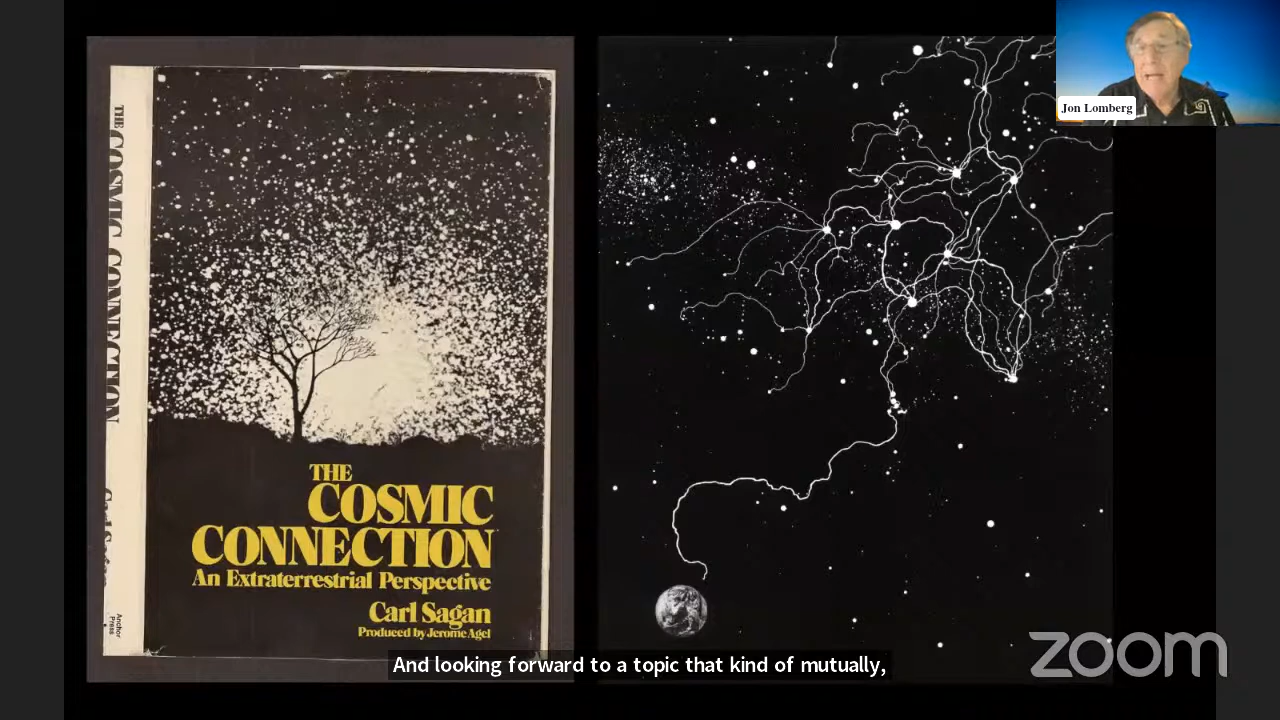 THE COSMIC CONNECTION
Anchor
Press
THE
COSMIC
CONNECTION
An Extraterrestrial Perspective
Carl Sagan
Produced by Jerome Agel
Jon Lomberg
And looking forward to a topic that kind of mutually,
zoom